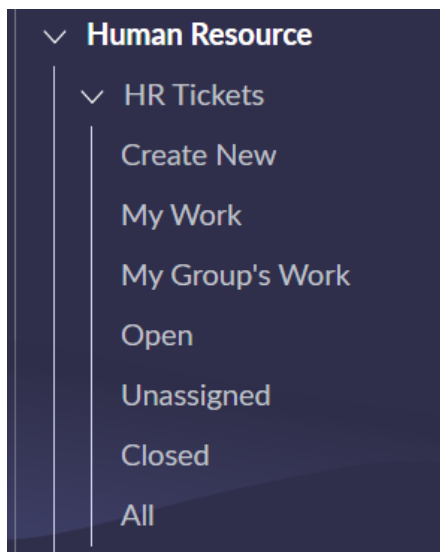 Human Resource
HR Tickets
Create New
My Work
My Group's Work
Open
Unassigned
Closed
All